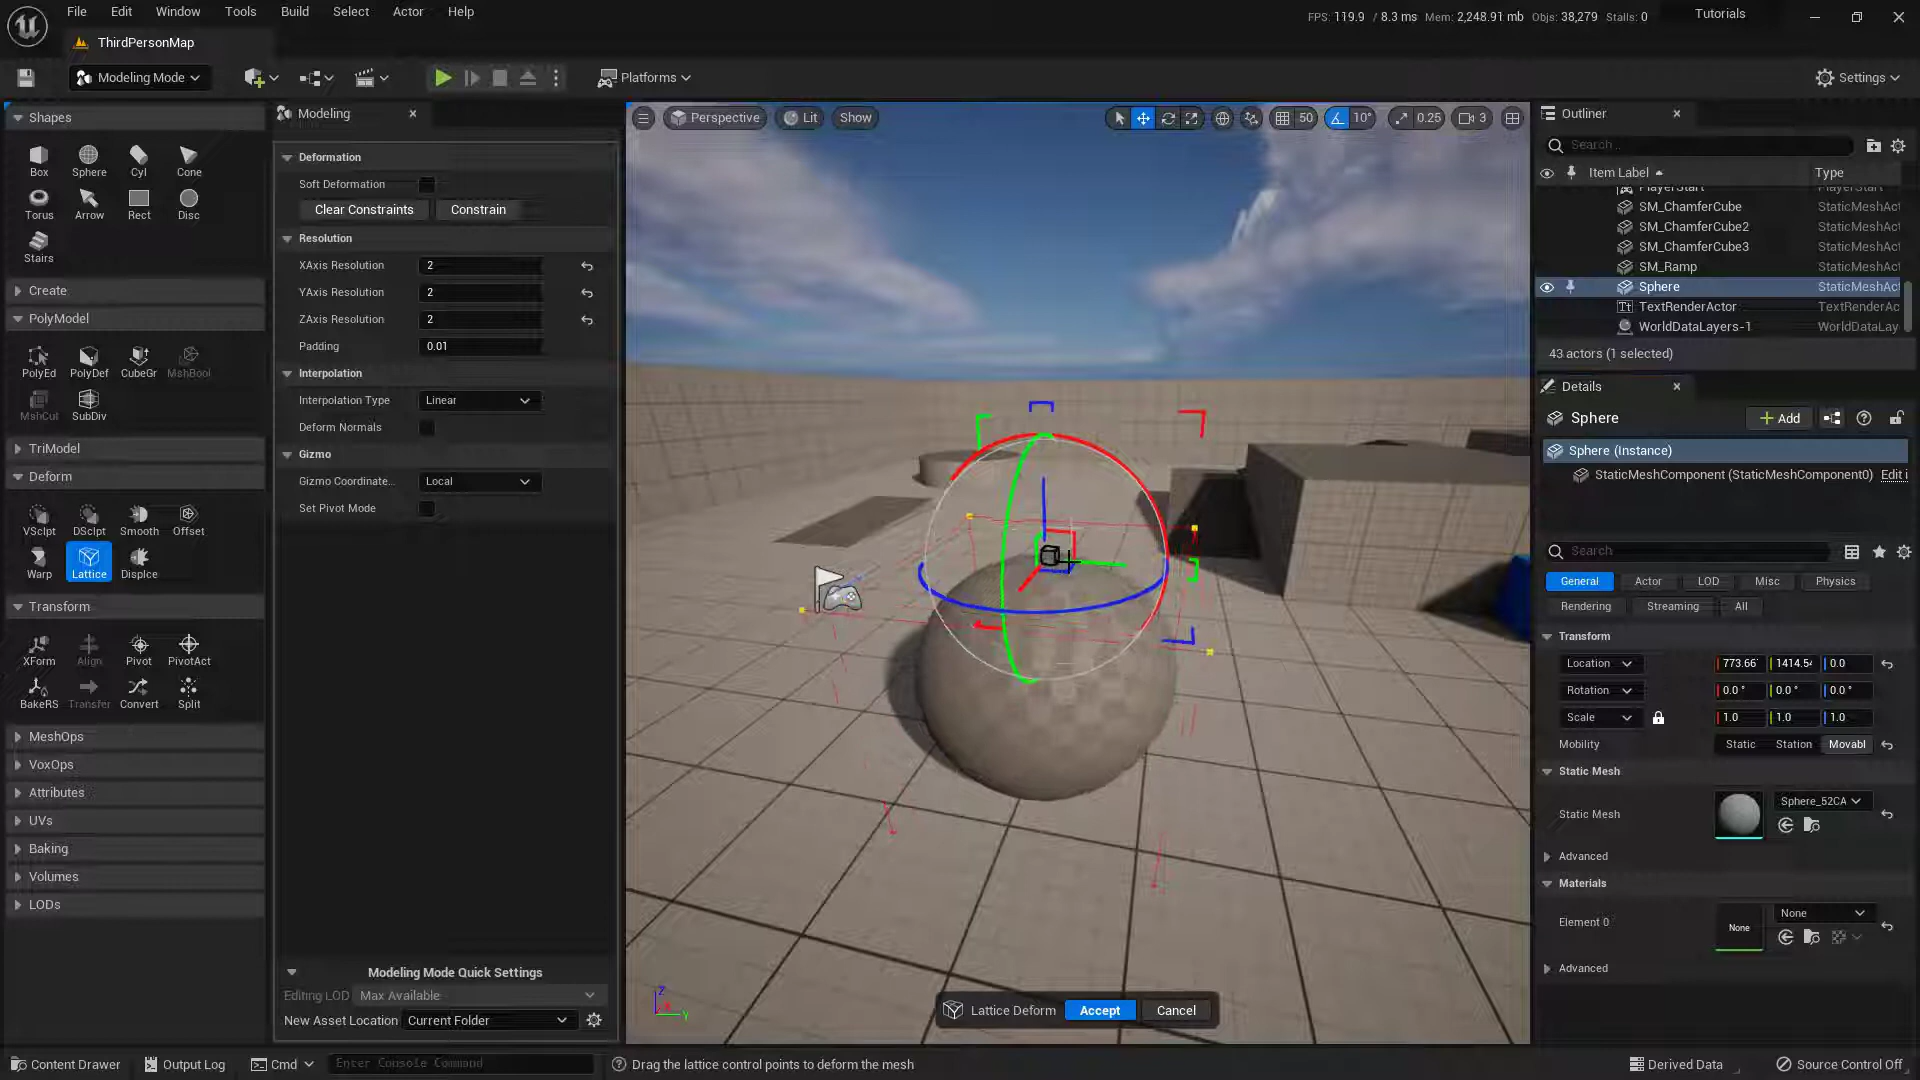 File Edit Window Tools Build Select Actor Help
FPS: 119.9 / 8.3 ms Mem: 2,248.91 mb Objs: 38,279 Stalls: 0
Tutorials
ThirdPersonMap
Modeling Mode
Platforms
Settings
Shapes
Box Sphere Cyl Cone
Torus Arrow Rect Disc
Stairs
Create
PolyModel
PolyEd PolyDef CubeGr MshBool
MshCut SubDiv
TriModel
Deform
VSclpt DSclpt Smooth Offset
Warp Lattice Displce
Transform
XForm Align Pivot PivotAct
BakeRS Transfer Convert Split
MeshOps
VoxOps
Attributes
UVs
Baking
Volumes
LODs
Modeling
Deformation
Soft Deformation
Clear Constraints Constrain
Resolution
XAxis Resolution 2
YAxis Resolution 2
ZAxis Resolution 2
Padding 0.01
Interpolation
Interpolation Type Linear
Deform Normals
Gizmo
Gizmo Coordinate... Local
Set Pivot Mode
Modeling Mode Quick Settings
Editing LOD Max Available
New Asset Location Current Folder
Perspective Lit Show
50 10° 0.25 3
Z
Y
Lattice Deform Accept Cancel
Outliner
Search...
Item Label Type
PlayerStart PlayerStart
SM_ChamferCube StaticMeshAct
SM_ChamferCube2 StaticMeshAct
SM_ChamferCube3 StaticMeshAct
SM_Ramp StaticMeshAct
Sphere StaticMeshAct
TextRenderActor TextRenderAc
WorldDataLayers-1 WorldDataLay
43 actors (1 selected)
Details
Sphere
Add
Sphere (Instance)
StaticMeshComponent (StaticMeshComponent0) Edit i
Search
General Actor LOD Misc Physics
Rendering Streaming All
Transform
Location 773.66 1414.54 0.0
Rotation 0.0 ° 0.0 ° 0.0 °
Scale 1.0 1.0 1.0
Mobility Static Station Movabl
Static Mesh
Static Mesh Sphere_52CA
Advanced
Materials
Element 0 None None
Advanced
Content Drawer Output Log Cmd Enter Console Command
Drag the lattice control points to deform the mesh
Derived Data Source Control Off